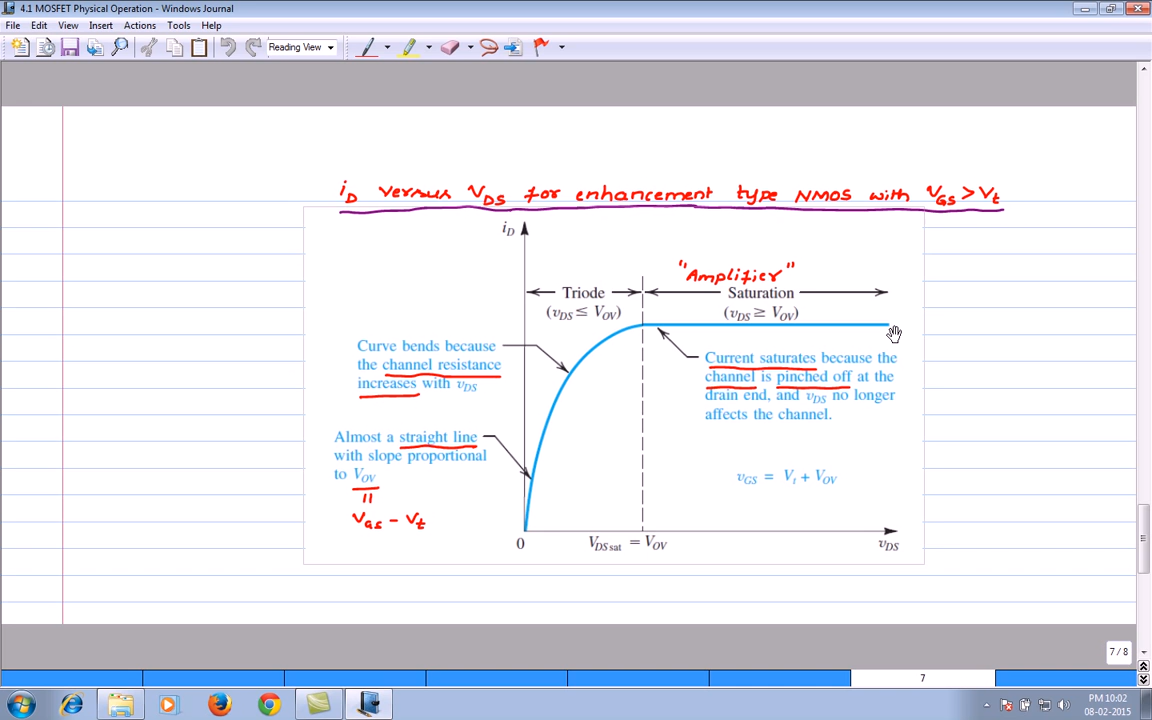 4.1 MOSFET Physical Operation - Windows Journal
File Edit View Insert Actions Tools Help
Reading View
iD versus VDS for enhancement type NMOS with VGS > Vt
iD
"Amplifier"
Triode
Saturation
(vDS ≤ VOV)
(vDS ≥ VOV)
Curve bends because
the channel resistance
increases with vDS
Current saturates because the
channel is pinched off at the
drain end, and vDS no longer
affects the channel.
Almost a straight line
with slope proportional
to VOV
VGS - Vt
vGS = Vt + VOV
0
VDSsat = VOV
vDS
7 / 8
7
PM 10:02
08-02-2015